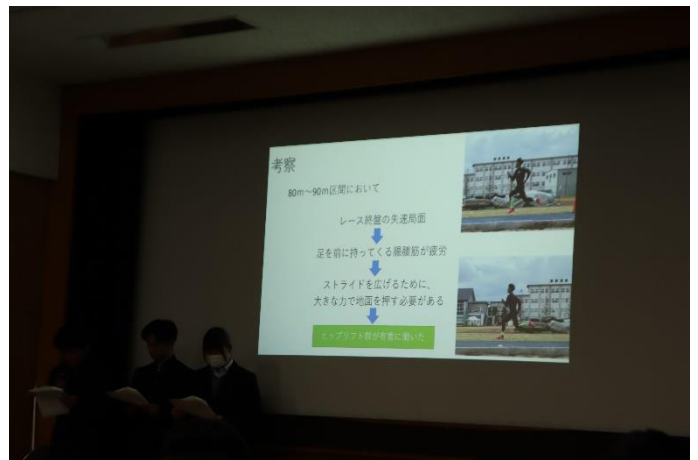 考察
80m～90m区間において
レース終盤の失速局面
足を前に持ってくる腸腰筋が疲労
ストライドを広げるために、
大きな力で地面を押す必要がある
ヒップリフト群が有意に働いた